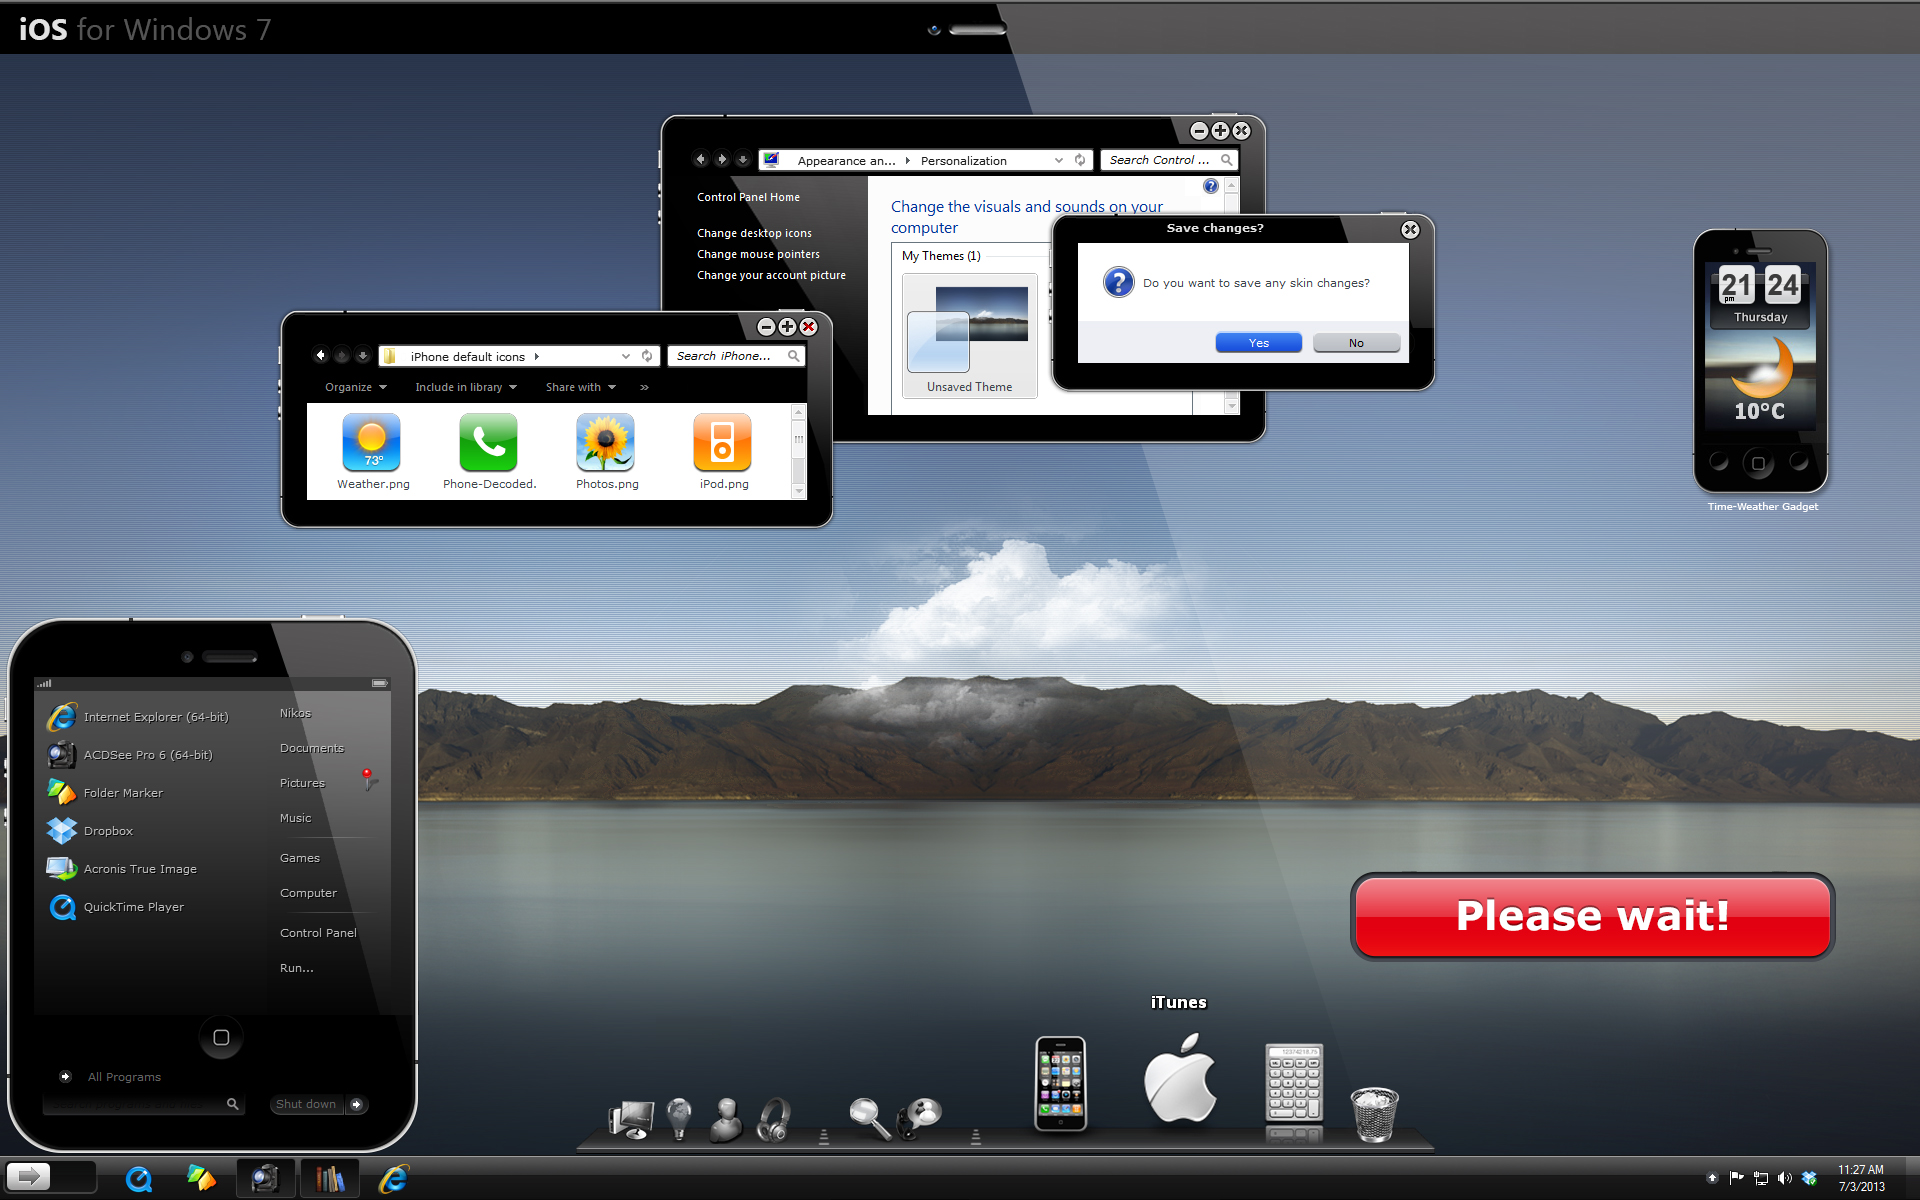 iOS for Windows 7
Appearance an... Personalization
Search Control ...
Control Panel Home
Change desktop icons
Change mouse pointers
Change your account picture
Change the visuals and sounds on your
computer
My Themes (1)
Unsaved Theme
Save changes?
Do you want to save any skin changes?
Yes
No
21 24
pm
Thursday
10°C
Time-Weather Gadget
iPhone default icons
Search iPhone...
Organize
Include in library
Share with
»
73°
Weather.png
Phone-Decoded.
Photos.png
iPod.png
Internet Explorer (64-bit)
ACDSee Pro 6 (64-bit)
Folder Marker
Dropbox
Acronis True Image
QuickTime Player
Nikos
Documents
Pictures
Music
Games
Computer
Control Panel
Run...
All Programs
Shut down
Please wait!
iTunes
11:27 AM
7/3/2013